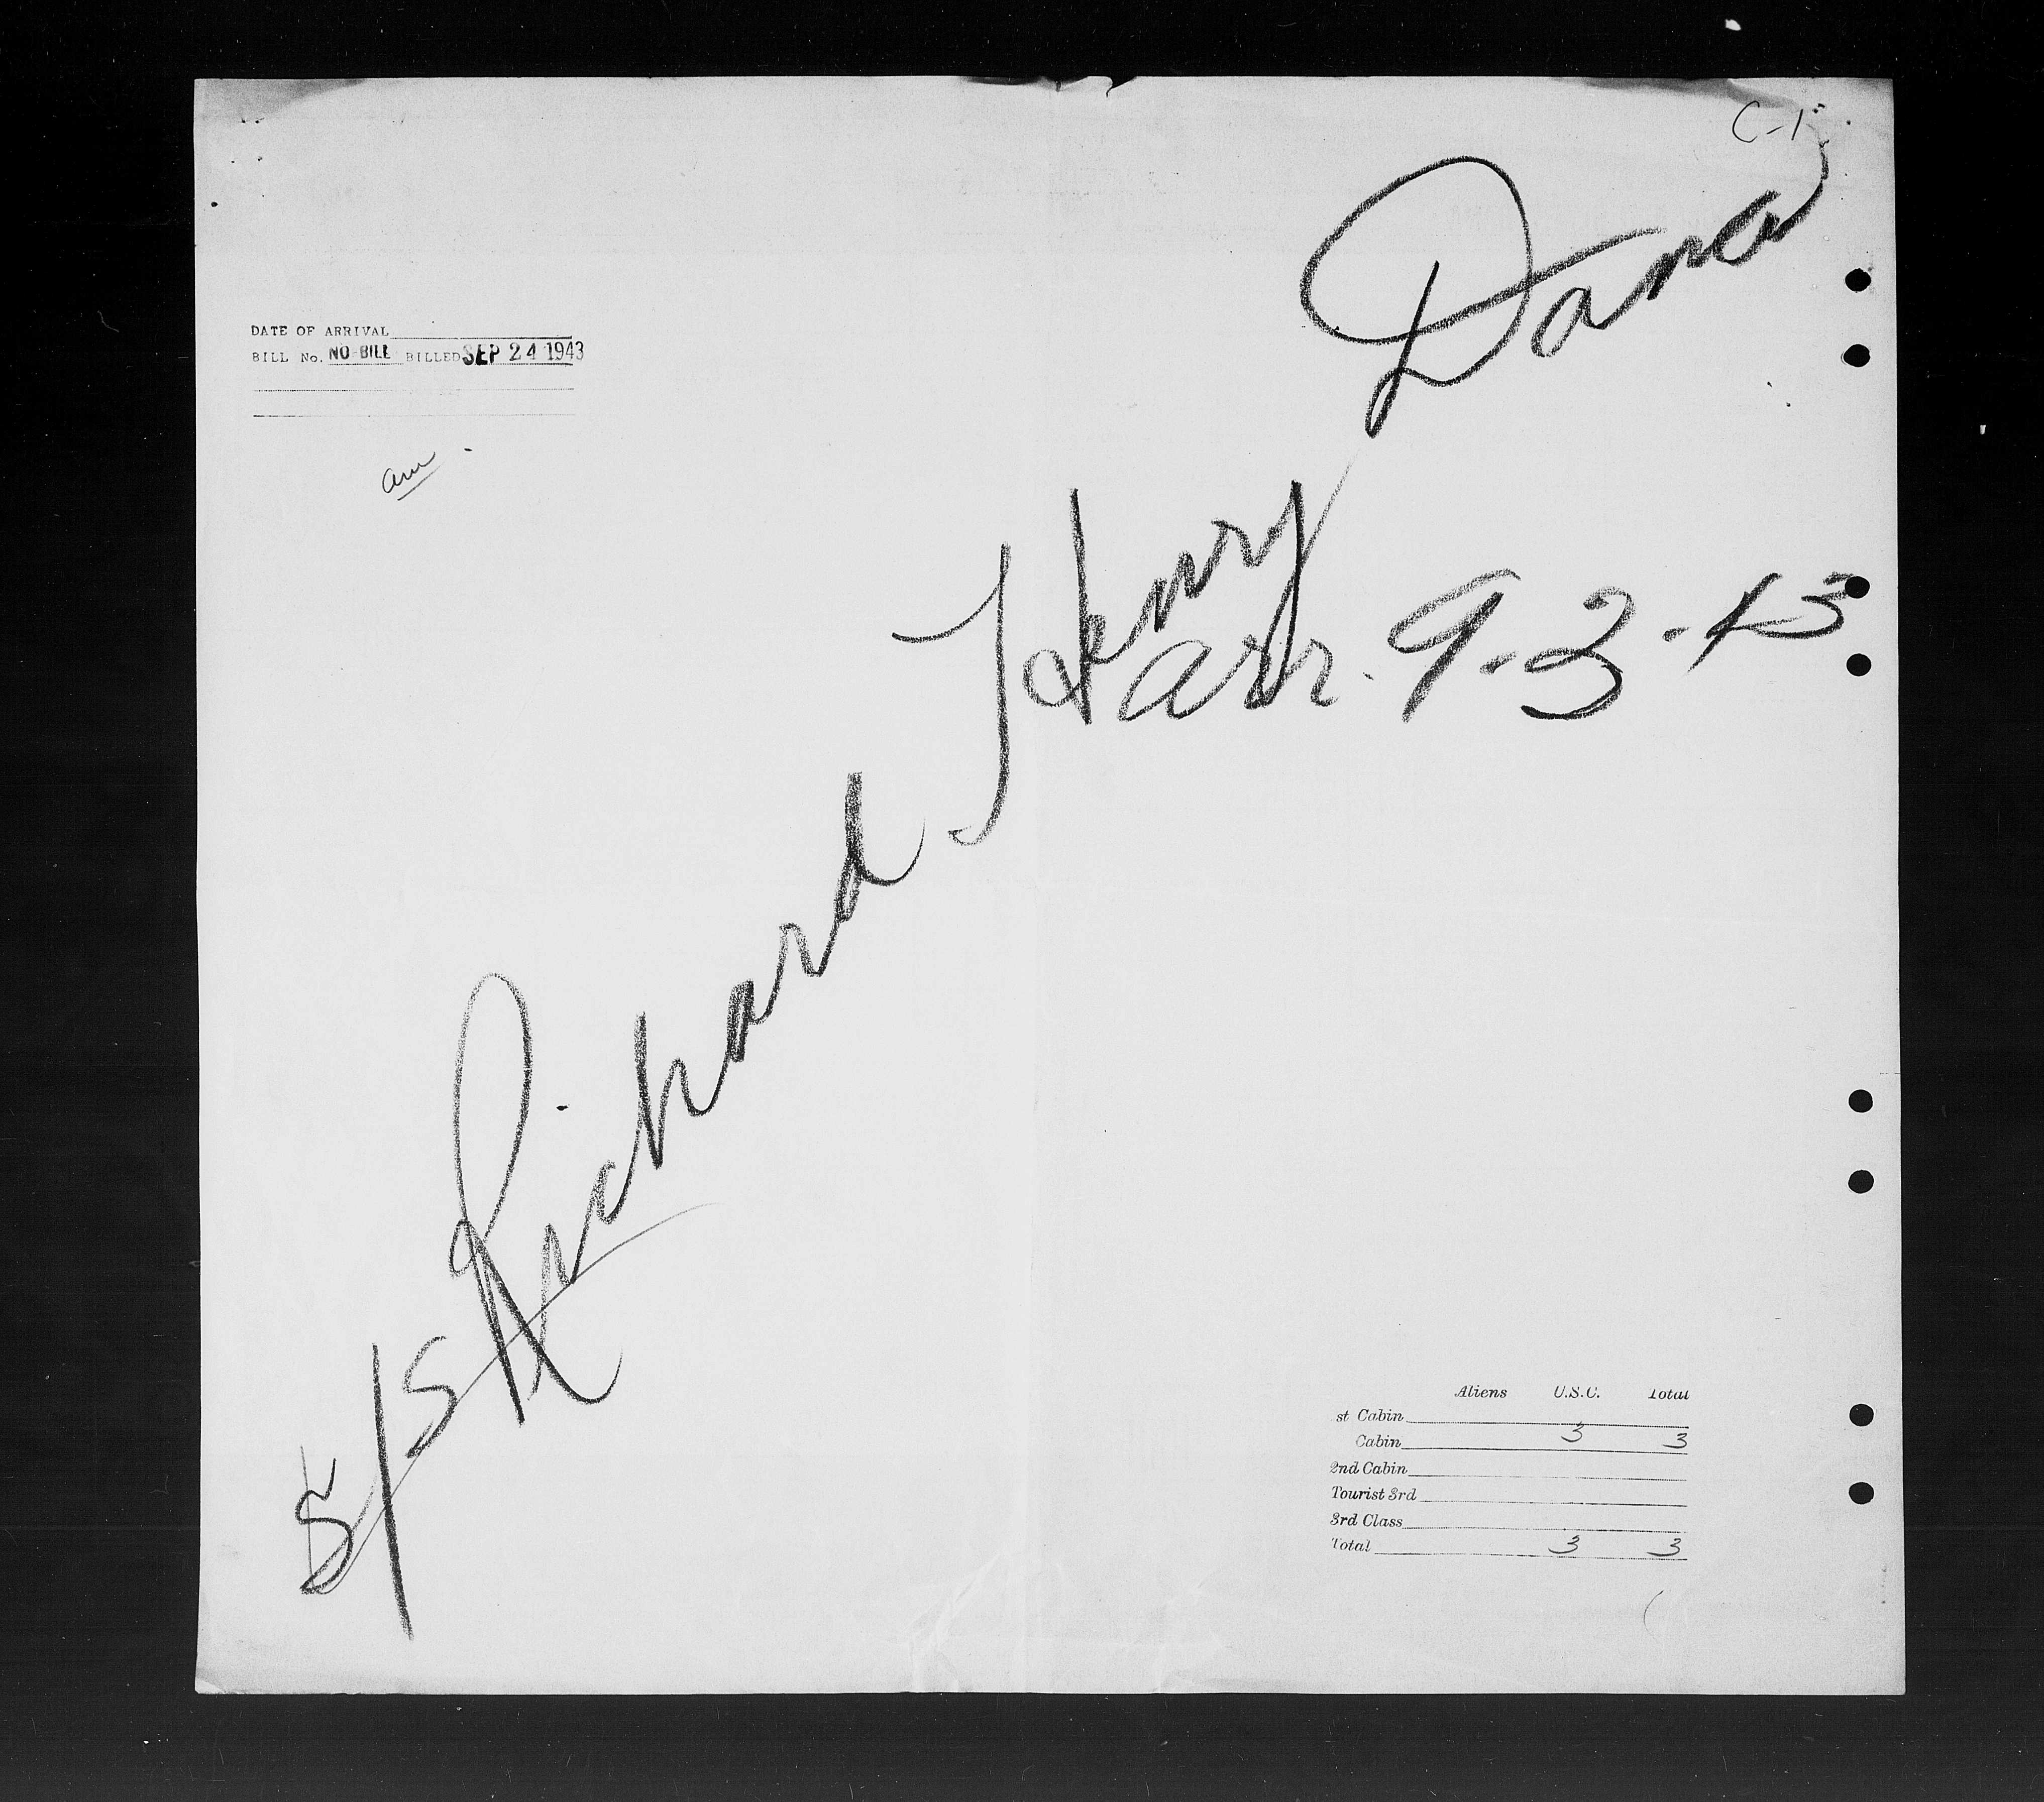 C-1
DATE OF ARRIVAL
BILL No. NO BILL BILLED SEP 24 1943
S/S Richard Henry Dana
arr. 9-3-43
Aliens U.S.C. Total
st Cabin
Cabin 3 3
2nd Cabin
Tourist 3rd
3rd Class
Total 3 3